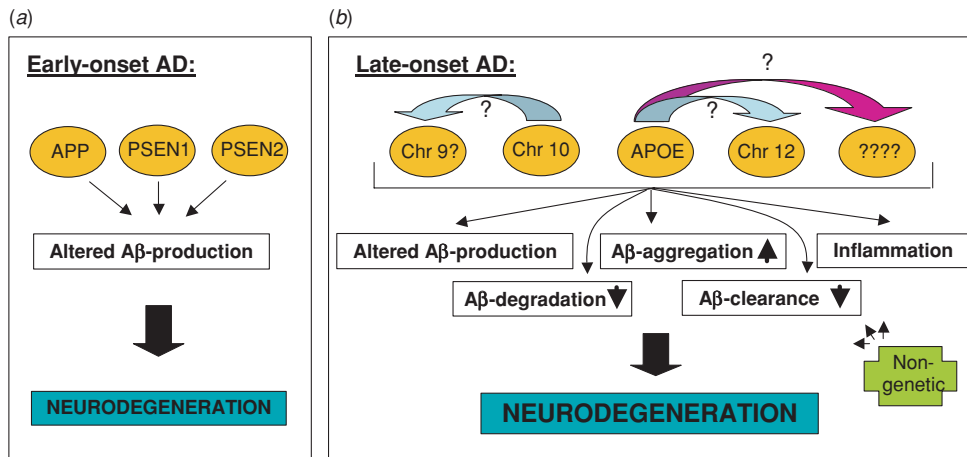 (a)
Early-onset AD:
APP
PSEN1
PSEN2
Altered Aβ-production
NEURODEGENERATION
(b)
Late-onset AD:
?
?
?
Chr 9?
Chr 10
APOE
Chr 12
????
Altered Aβ-production
Aβ-aggregation
Inflammation
Aβ-degradation
Aβ-clearance
Non-
genetic
NEURODEGENERATION